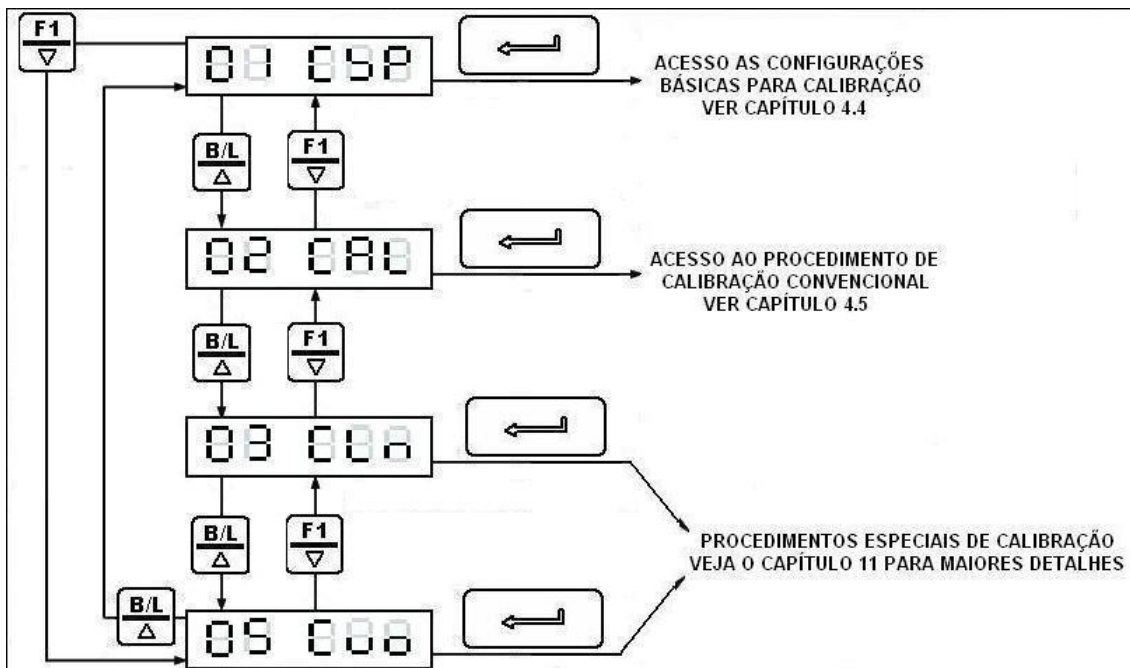 F1
01 CSP
ACESSO AS CONFIGURAÇÕES
BÁSICAS PARA CALIBRAÇÃO
VER CAPÍTULO 4.4
B/L
F1
02 CAL
ACESSO AO PROCEDIMENTO DE
CALIBRAÇÃO CONVENCIONAL
VER CAPÍTULO 4.5
B/L
F1
03 CLn
B/L
F1
PROCEDIMENTOS ESPECIAIS DE CALIBRAÇÃO
VEJA O CAPÍTULO 11 PARA MAIORES DETALHES
B/L
05 Cuo